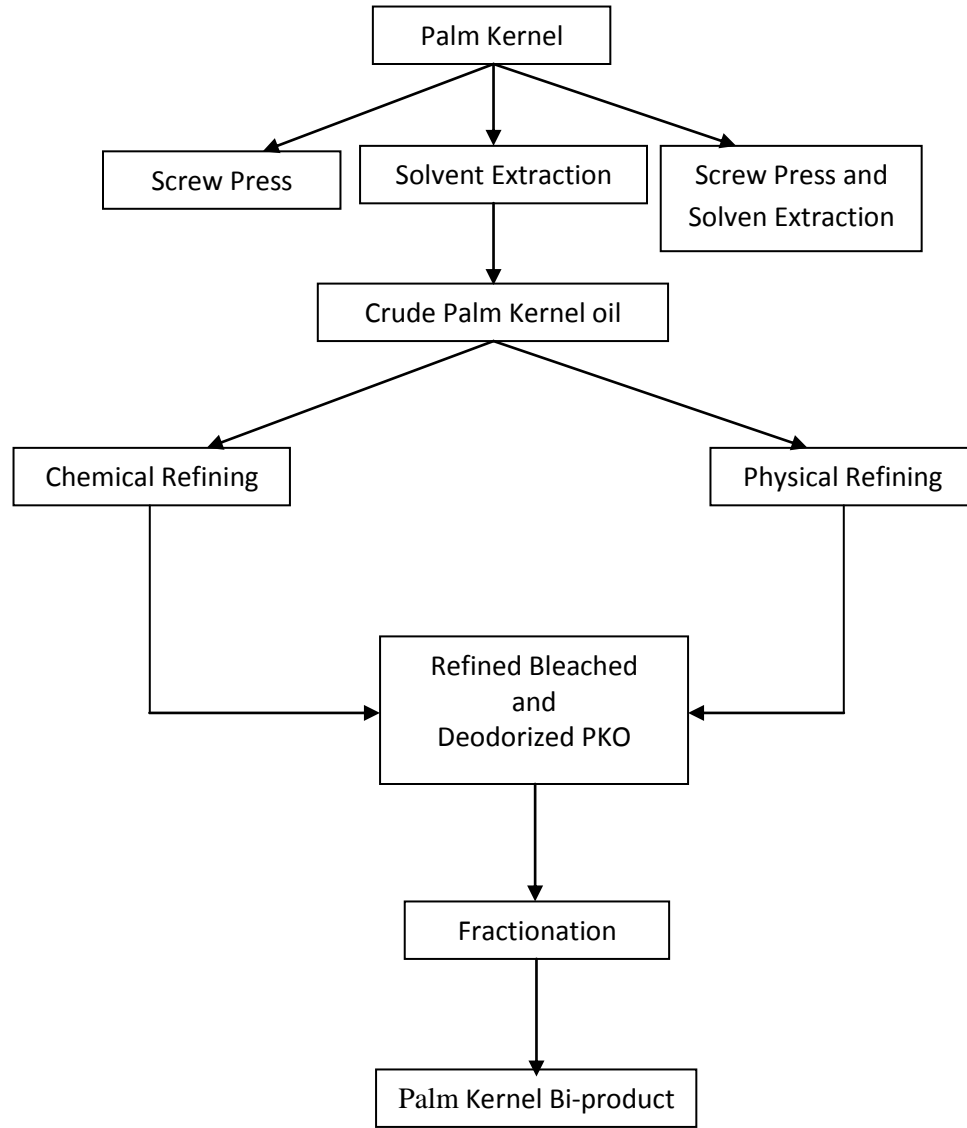 Palm Kernel
Screw Press
Solvent Extraction
Screw Press and
Solven Extraction
Crude Palm Kernel oil
Chemical Refining
Physical Refining
Refined Bleached
and
Deodorized PKO
Fractionation
Palm Kernel Bi-product